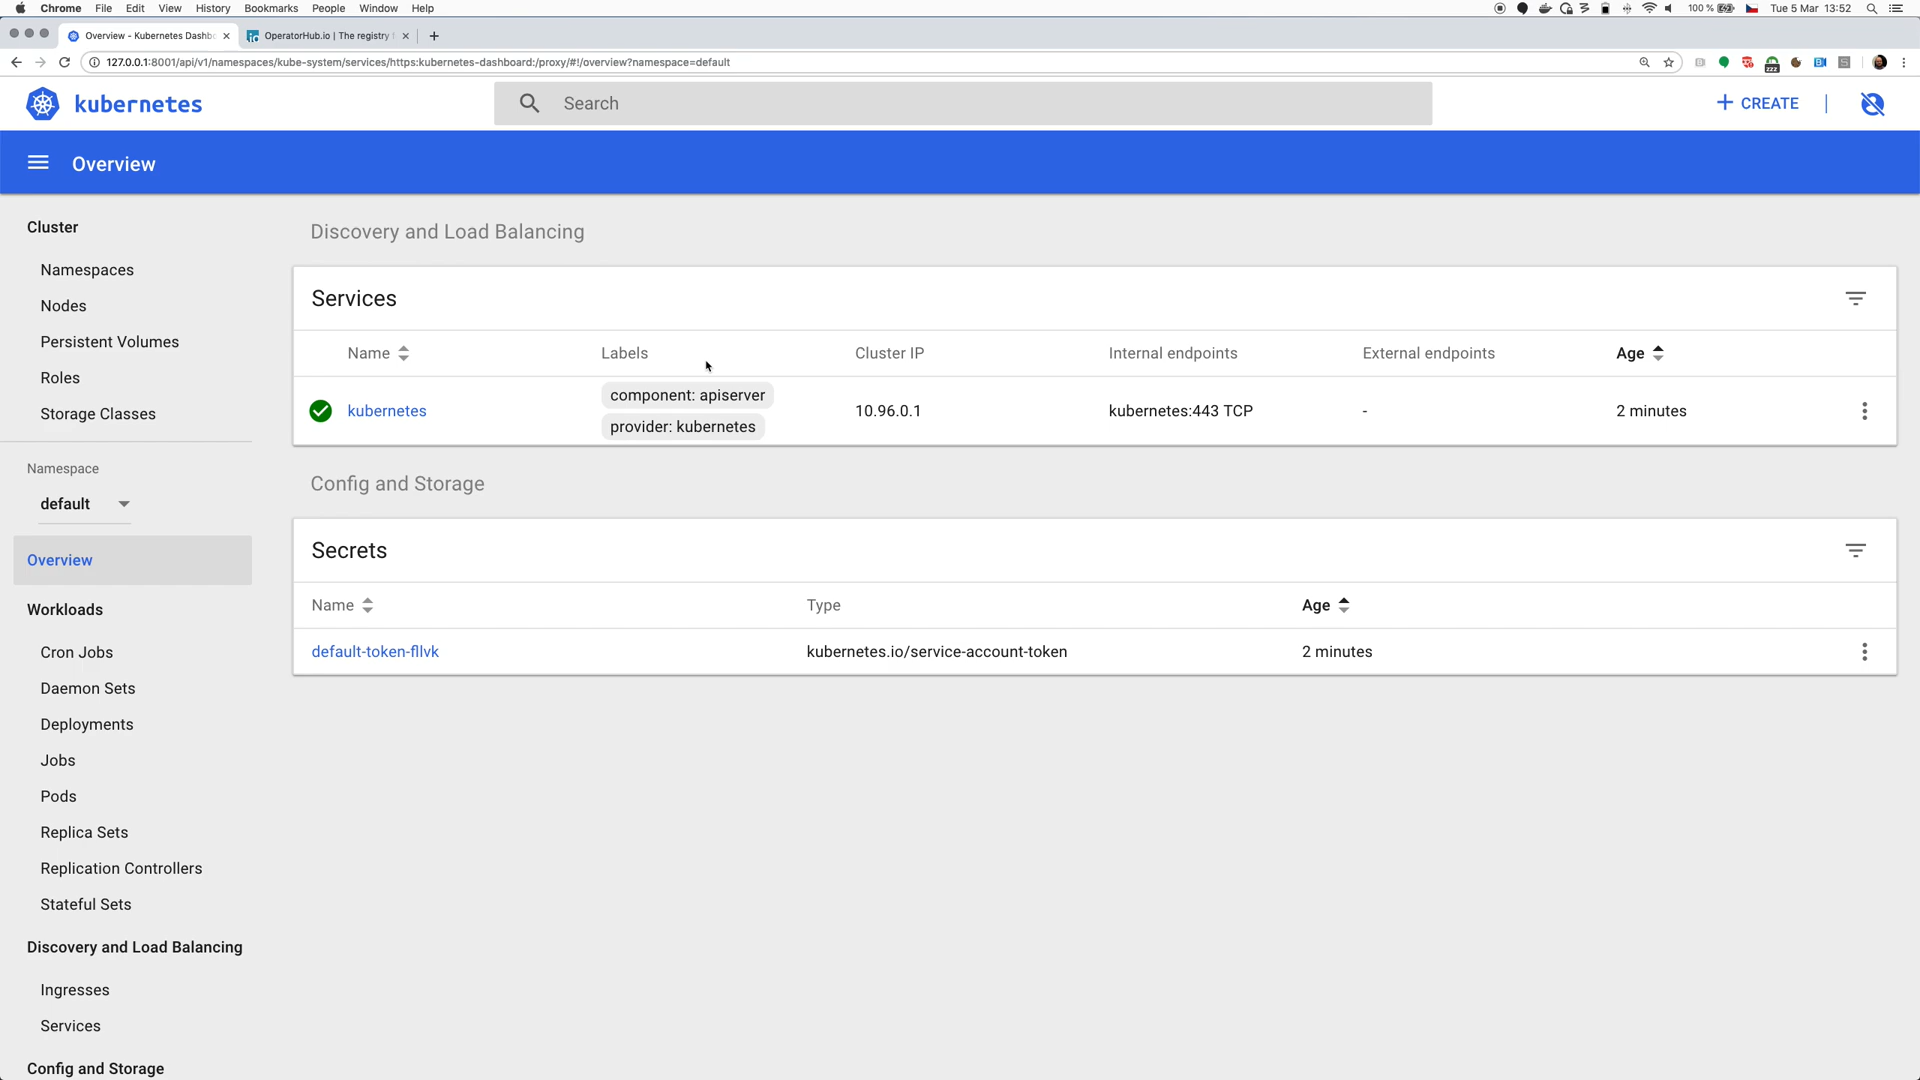 Chrome File Edit View History Bookmarks People Window Help 100 % Tue 5 Mar 13:52
Overview - Kubernetes Dashbo OperatorHub.io | The registry
127.0.0.1:8001/api/v1/namespaces/kube-system/services/https:kubernetes-dashboard:/proxy/#!/overview?namespace=default
kubernetes Search + CREATE
Overview
Cluster
Namespaces
Nodes
Persistent Volumes
Roles
Storage Classes
Namespace
default
Overview
Workloads
Cron Jobs
Daemon Sets
Deployments
Jobs
Pods
Replica Sets
Replication Controllers
Stateful Sets
Discovery and Load Balancing
Ingresses
Services
Config and Storage
Discovery and Load Balancing
Services
Name Labels Cluster IP Internal endpoints External endpoints Age
component: apiserver
kubernetes 10.96.0.1 kubernetes:443 TCP - 2 minutes
provider: kubernetes
Config and Storage
Secrets
Name Type Age
default-token-fllvk kubernetes.io/service-account-token 2 minutes